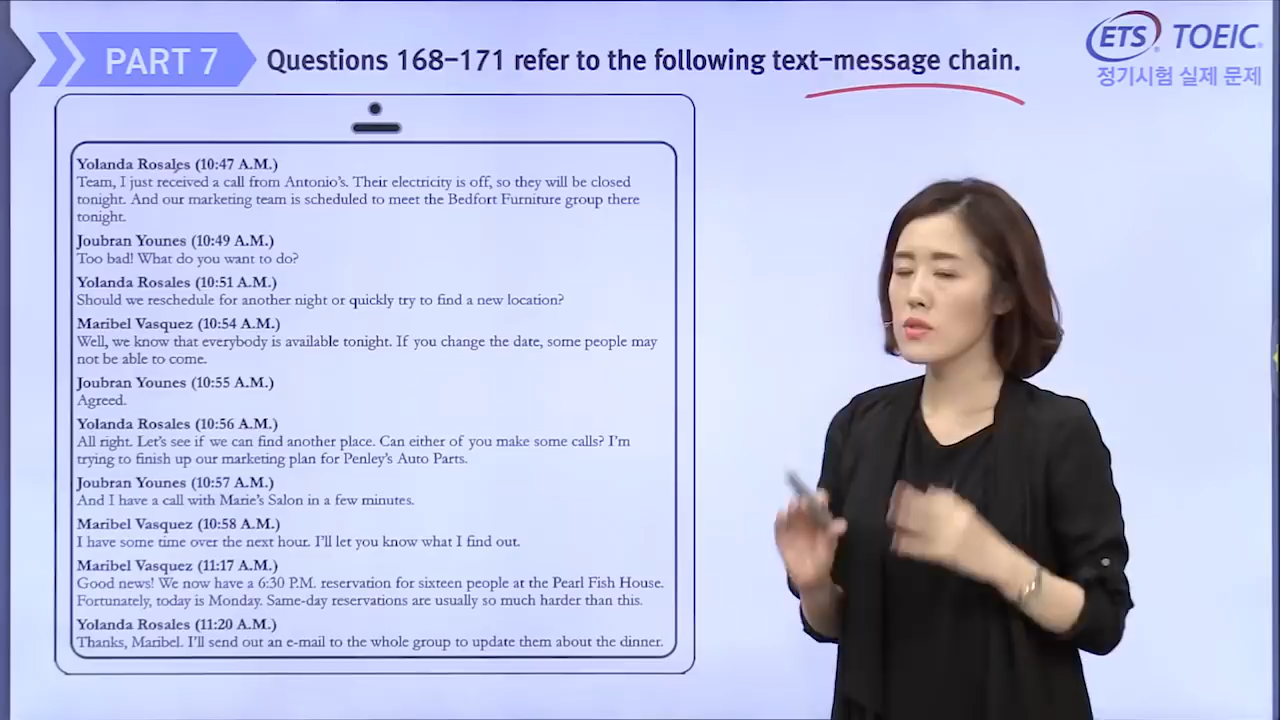 PART 7
Questions 168–171 refer to the following text–message chain.
ETS TOEIC
정기시험 실제 문제
Yolanda Rosales (10:47 A.M.)
Team, I just received a call from Antonio's. Their electricity is off, so they will be closed
tonight. And our marketing team is scheduled to meet the Bedfort Furniture group there
tonight.
Joubran Younes (10:49 A.M.)
Too bad! What do you want to do?
Yolanda Rosales (10:51 A.M.)
Should we reschedule for another night or quickly try to find a new location?
Maribel Vasquez (10:54 A.M.)
Well, we know that everybody is available tonight. If you change the date, some people may
not be able to come.
Joubran Younes (10:55 A.M.)
Agreed.
Yolanda Rosales (10:56 A.M.)
All right. Let's see if we can find another place. Can either of you make some calls? I'm
trying to finish up our marketing plan for Penley's Auto Parts.
Joubran Younes (10:57 A.M.)
And I have a call with Marie's Salon in a few minutes.
Maribel Vasquez (10:58 A.M.)
I have some time over the next hour. I'll let you know what I find out.
Maribel Vasquez (11:17 A.M.)
Good news! We now have a 6:30 P.M. reservation for sixteen people at the Pearl Fish House.
Fortunately, today is Monday. Same-day reservations are usually so much harder than this.
Yolanda Rosales (11:20 A.M.)
Thanks, Maribel. I'll send out an e-mail to the whole group to update them about the dinner.